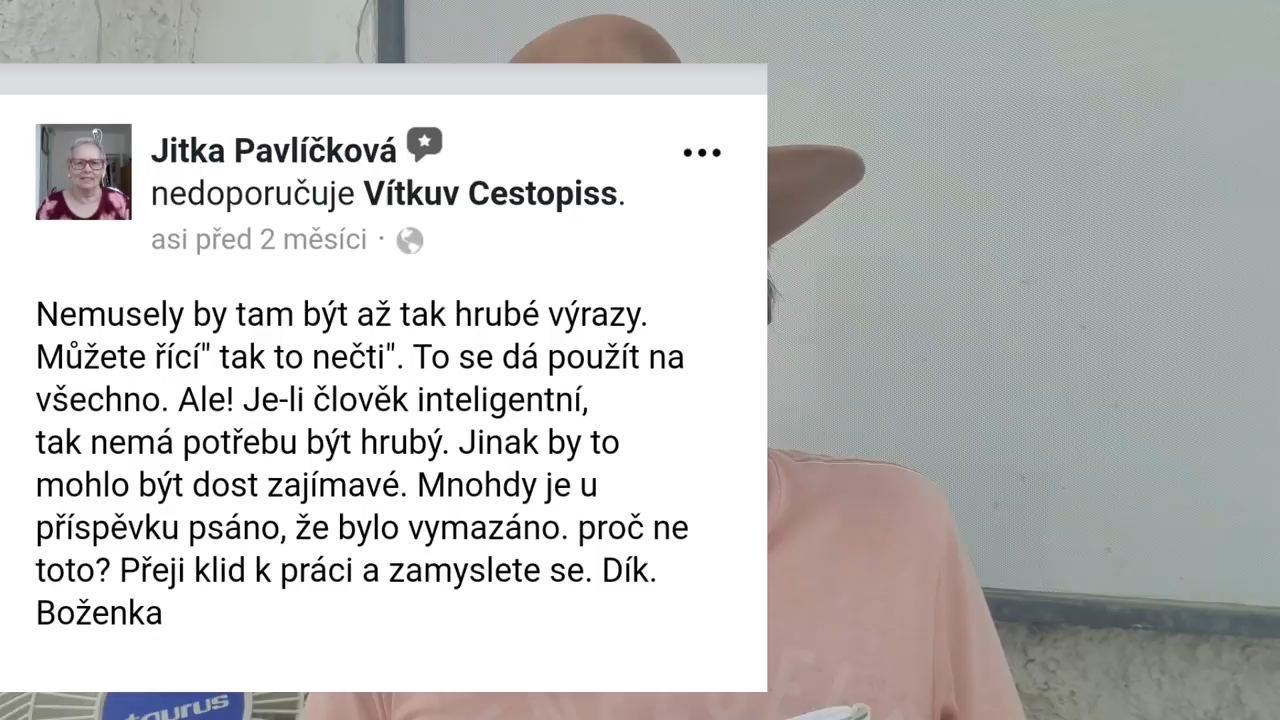 Jitka Pavlíčková
nedoporučuje Vítkuv Cestopiss.
asi před 2 měsíci ·
Nemusely by tam být až tak hrubé výrazy.
Můžete řící" tak to nečti". To se dá použít na
všechno. Ale! Je-li člověk inteligentní,
tak nemá potřebu být hrubý. Jinak by to
mohlo být dost zajímavé. Mnohdy je u
příspěvku psáno, že bylo vymazáno. proč ne
toto? Přeji klid k práci a zamyslete se. Dík.
Boženka
taurus